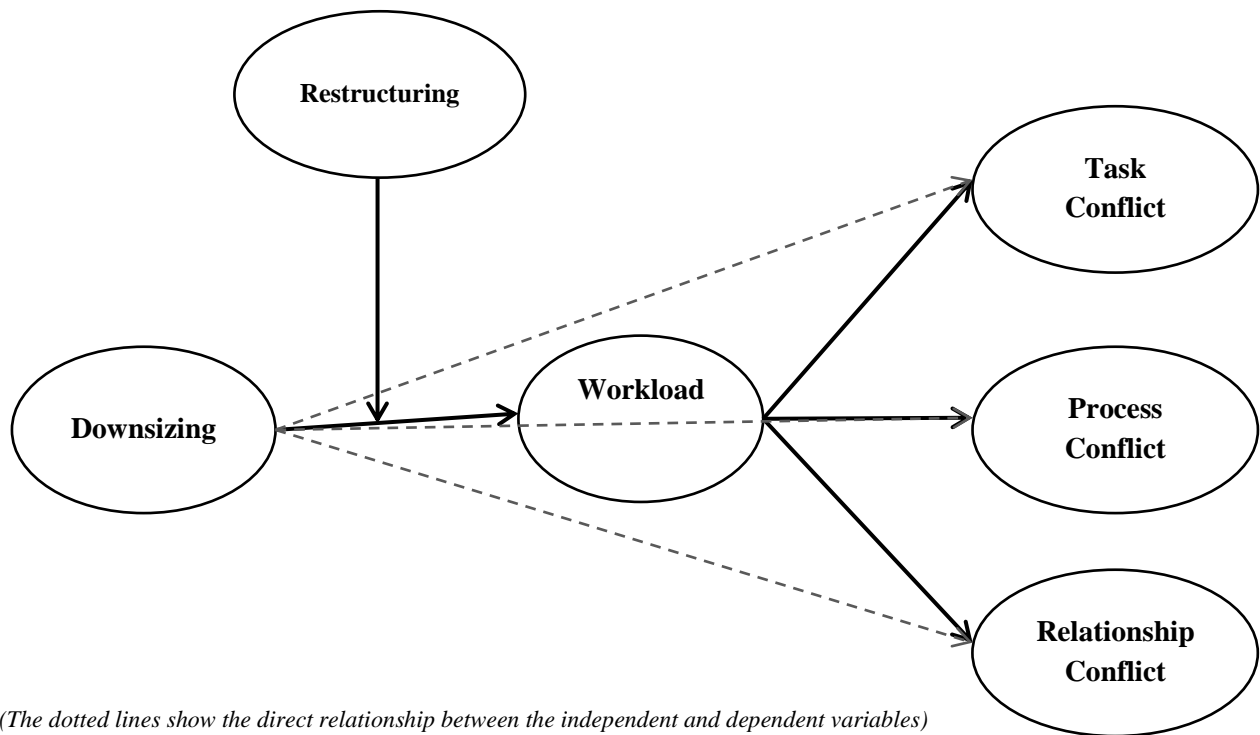 Restructuring
Task
Conflict
Workload
Downsizing
Process
Conflict
Relationship
Conflict
(The dotted lines show the direct relationship between the independent and dependent variables)